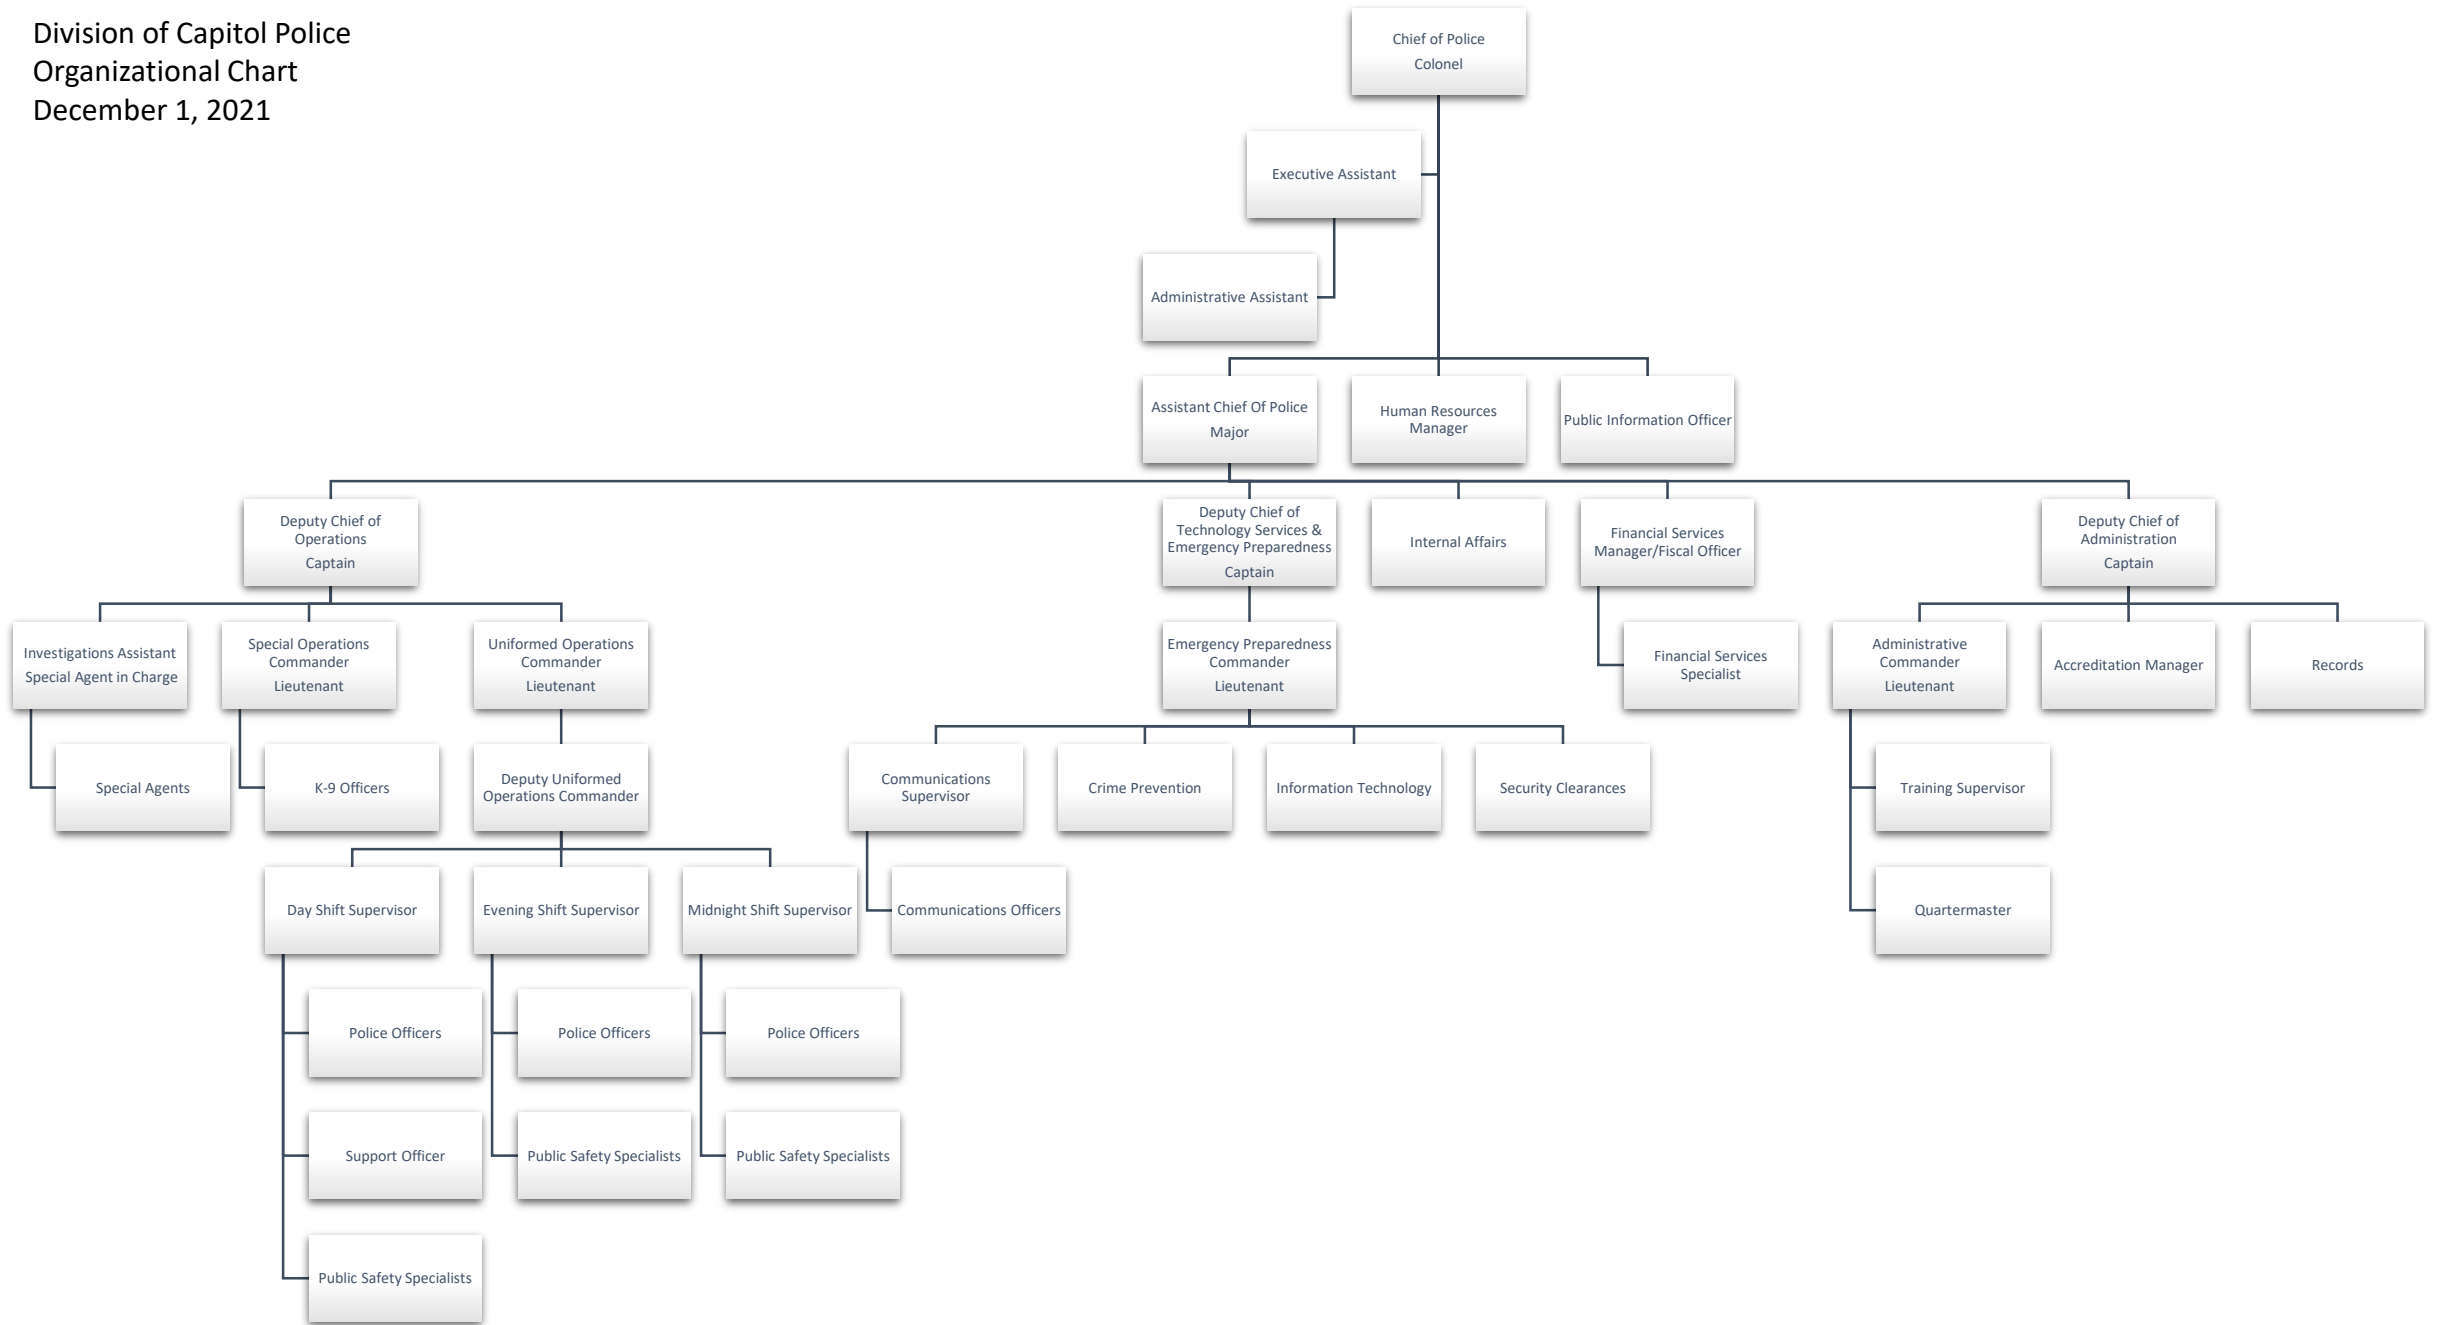 Division of Capitol Police
Organizational Chart
December 1, 2021
Chief of Police
Colonel
Executive Assistant
Administrative Assistant
Assistant Chief Of Police
Major
Human Resources
Manager
Public Information Officer
Deputy Chief of
Operations
Captain
Deputy Chief of
Technology Services &
Emergency Preparedness
Captain
Internal Affairs
Financial Services
Manager/Fiscal Officer
Deputy Chief of
Administration
Captain
Investigations Assistant
Special Agent in Charge
Special Operations
Commander
Lieutenant
Uniformed Operations
Commander
Lieutenant
Emergency Preparedness
Commander
Lieutenant
Financial Services
Specialist
Administrative
Commander
Lieutenant
Accreditation Manager
Records
Special Agents
K-9 Officers
Deputy Uniformed
Operations Commander
Communications
Supervisor
Crime Prevention
Information Technology
Security Clearances
Training Supervisor
Day Shift Supervisor
Evening Shift Supervisor
Midnight Shift Supervisor
Communications Officers
Quartermaster
Police Officers
Police Officers
Police Officers
Support Officer
Public Safety Specialists
Public Safety Specialists
Public Safety Specialists